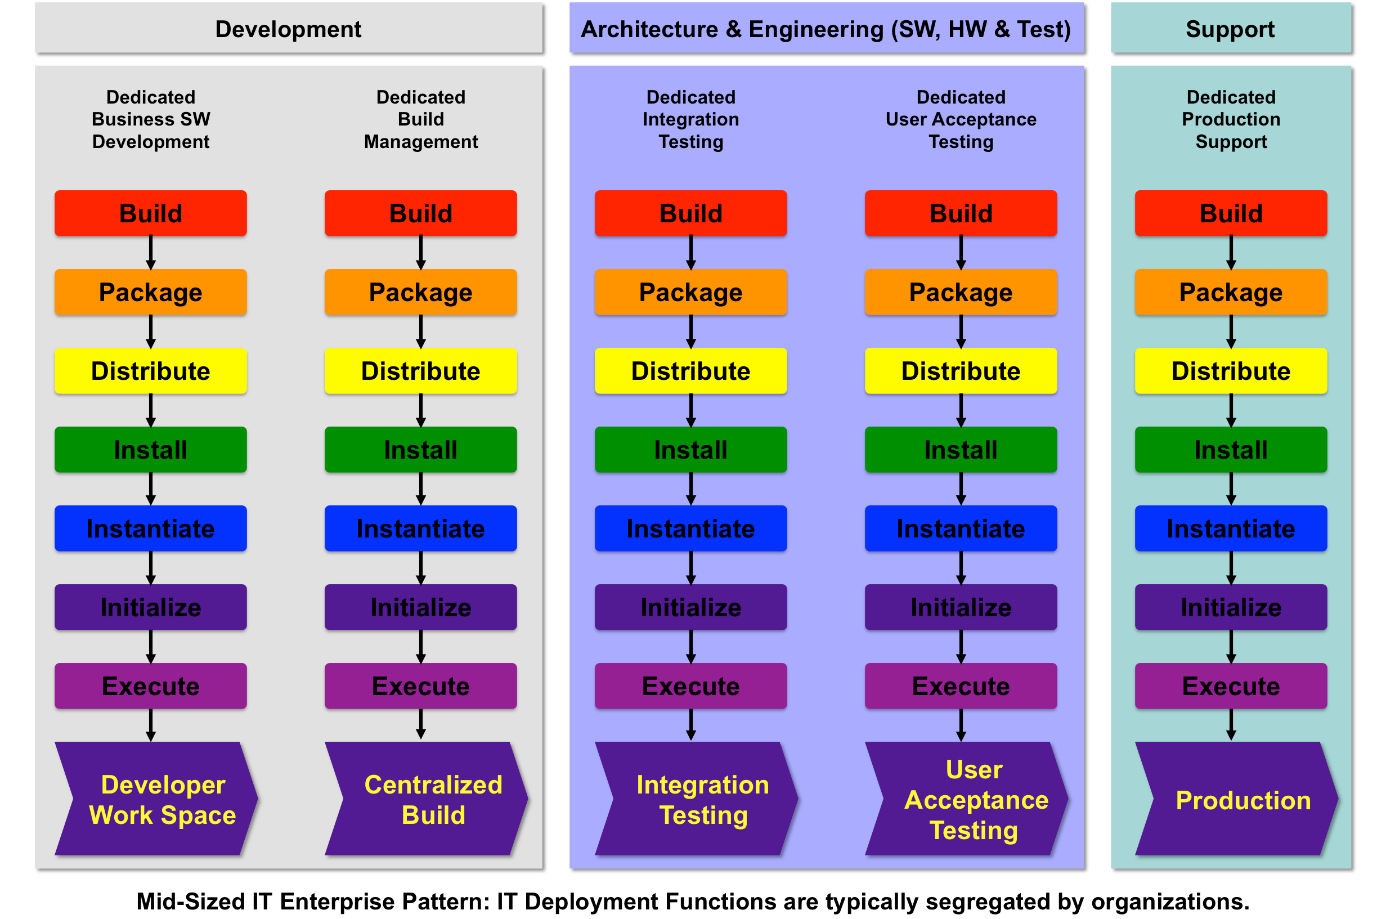 Development
Architecture & Engineering (SW, HW & Test)
Support
Dedicated
Business SW
Development
Dedicated
Build
Management
Dedicated
Integration
Testing
Dedicated
User Acceptance
Testing
Dedicated
Production
Support
Build
Build
Build
Build
Build
Package
Package
Package
Package
Package
Distribute
Distribute
Distribute
Distribute
Distribute
Install
Install
Install
Install
Install
Instantiate
Instantiate
Instantiate
Instantiate
Instantiate
Initialize
Initialize
Initialize
Initialize
Initialize
Execute
Execute
Execute
Execute
Execute
Developer
Work Space
Centralized
Build
Integration
Testing
User
Acceptance
Testing
Production
Mid-Sized IT Enterprise Pattern: IT Deployment Functions are typically segregated by organizations.